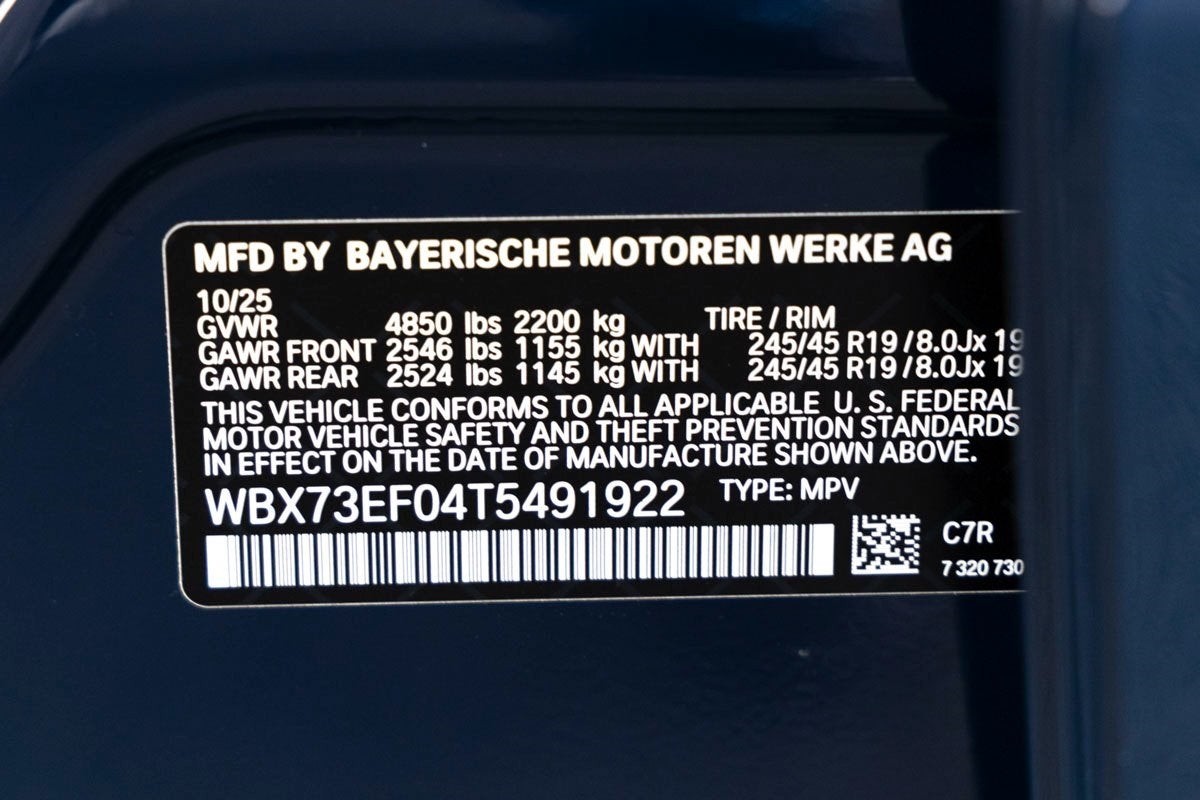 MFD BY BAYERISCHE MOTOREN WERKE AG
10/25
GVWR 4850 lbs 2200 kg TIRE / RIM
GAWR FRONT 2546 lbs 1155 kg WITH 245/45 R19 /8.0Jx 19
GAWR REAR 2524 lbs 1145 kg WITH 245/45 R19 /8.0Jx 19
THIS VEHICLE CONFORMS TO ALL APPLICABLE U. S. FEDERAL
MOTOR VEHICLE SAFETY AND THEFT PREVENTION STANDARDS
IN EFFECT ON THE DATE OF MANUFACTURE SHOWN ABOVE.
WBX73EF04T5491922 TYPE: MPV
C7R
7 320 730